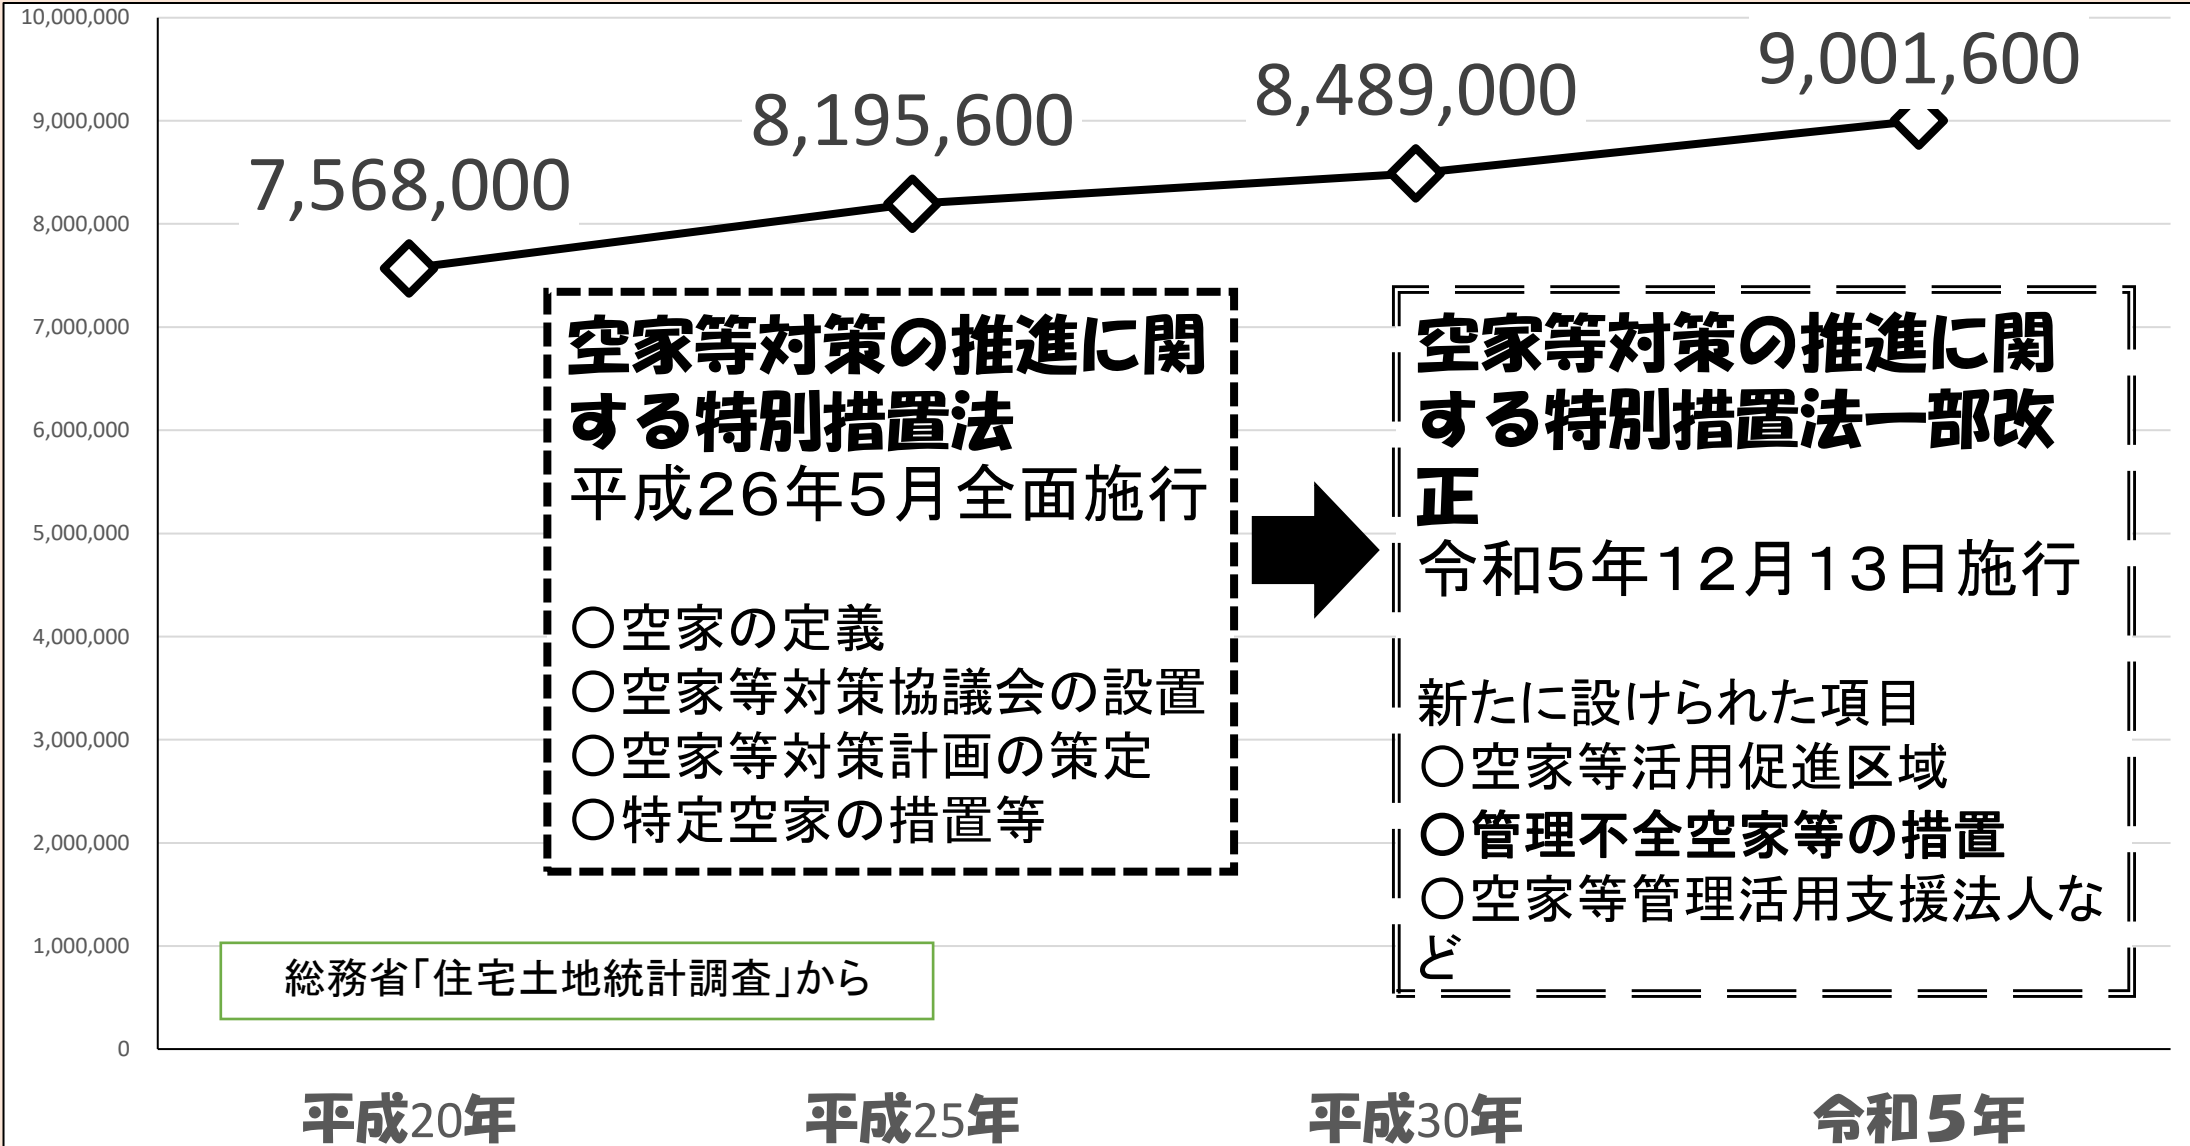 10,000,000
9,000,000
8,000,000
7,000,000
6,000,000
5,000,000
4,000,000
3,000,000
2,000,000
1,000,000
0
7,568,000
8,195,600
8,489,000
9,001,600
空家等対策の推進に関
する特別措置法
平成26年5月全面施行
〇空家の定義
〇空家等対策協議会の設置
〇空家等対策計画の策定
〇特定空家の措置等
空家等対策の推進に関
する特別措置法一部改
正
令和5年12月13日施行
新たに設けられた項目
〇空家等活用促進区域
〇管理不全空家等の措置
〇空家等管理活用支援法人な
ど
総務省「住宅土地統計調査」から
平成20年
平成25年
平成30年
令和5年